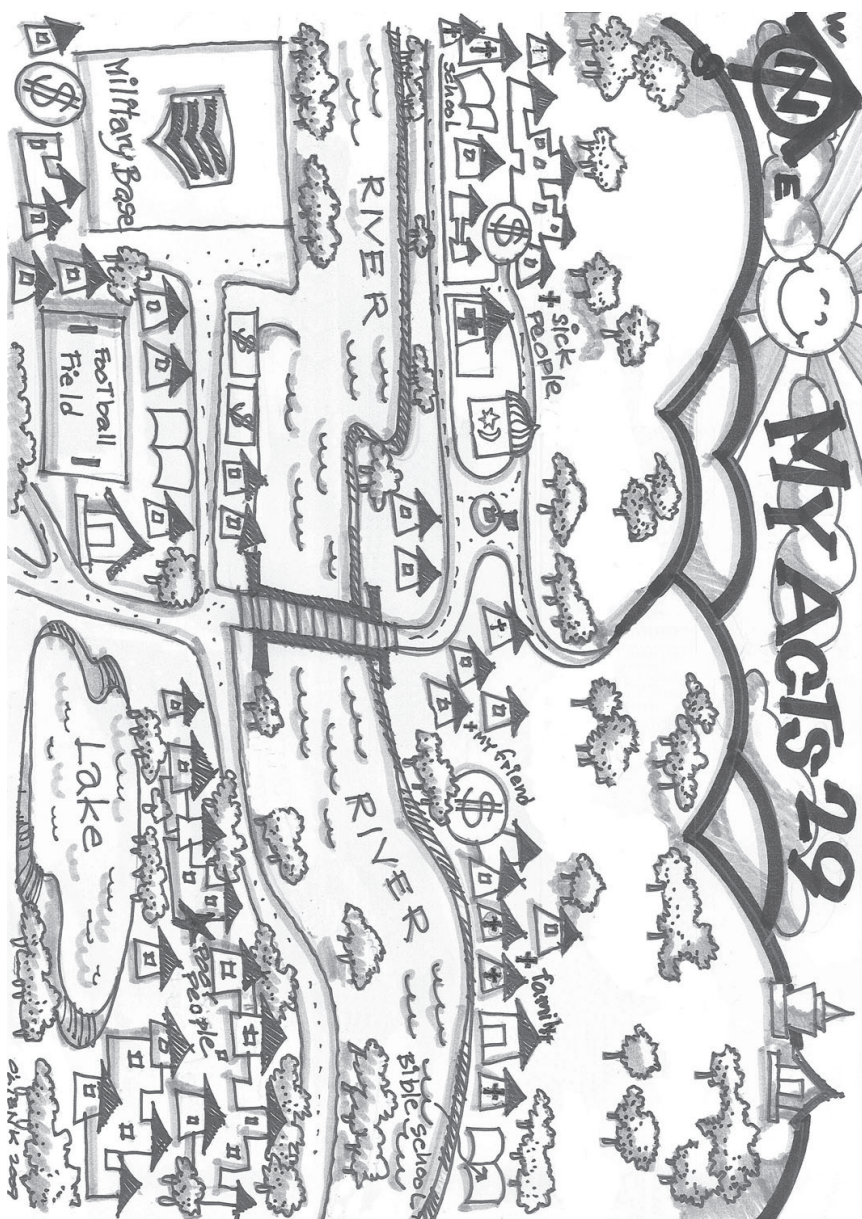 W N E
S
MY ACTS 29
+ sick
people
school
$
+ My friend
$
+ family
Bible school
RIVER
RIVER
Military Base
$
$
$
Football
Field
Lake
Poor
people